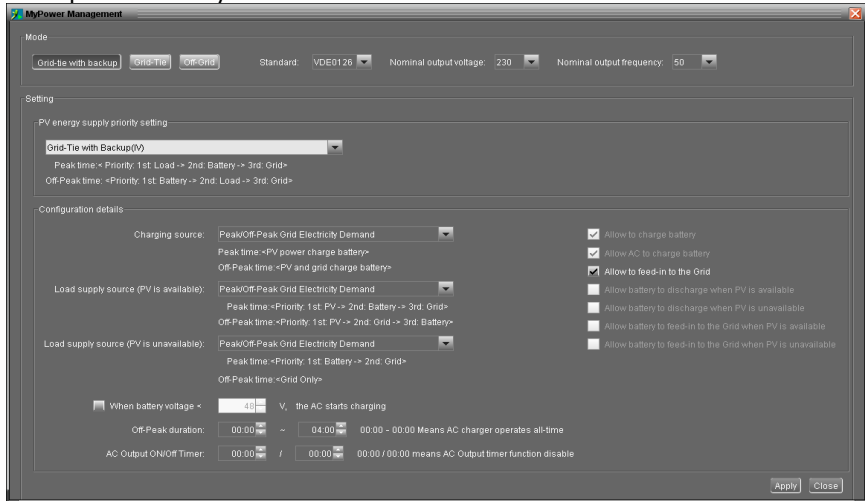 MyPower Management
Mode
Grid-tie with backup Grid-Tie Off-Grid Standard: VDE0126 Nominal output voltage: 230 Nominal output frequency: 50
Setting
PV energy supply priority setting
Grid-Tie with Backup(IV)
Peak time:< Priority: 1st: Load -> 2nd: Battery -> 3rd: Grid>
Off-Peak time: <Priority: 1st: Battery -> 2nd: Load -> 3rd: Grid>
Configuration details
Charging source: Peak/Off-Peak Grid Electricity Demand Allow to charge battery
Peak time:<PV power charge battery> Allow AC to charge battery
Off-Peak time:<PV and grid charge battery> Allow to feed-in to the Grid
Load supply source (PV is available): Peak/Off-Peak Grid Electricity Demand Allow battery to discharge when PV is available
Peak time:<Priority: 1st: PV-> 2nd: Battery -> 3rd: Grid> Allow battery to discharge when PV is unavailable
Off-Peak time:<Priority: 1st: PV -> 2nd: Grid -> 3rd: Battery> Allow battery to feed-in to the Grid when PV is available
Load supply source (PV is unavailable): Peak/Off-Peak Grid Electricity Demand Allow battery to feed-in to the Grid when PV is unavailable
Peak time:<Priority: 1st: Battery -> 2nd: Grid>
Off-Peak time:<Grid Only>
When battery voltage < 48 V, the AC starts charging
Off-Peak duration: 00:00 ~ 04:00 00:00 - 00:00 Means AC charger operates all-time
AC Output ON/Off Timer: 00:00 / 00:00 00:00 / 00:00 means AC Output timer function disable
Apply Close